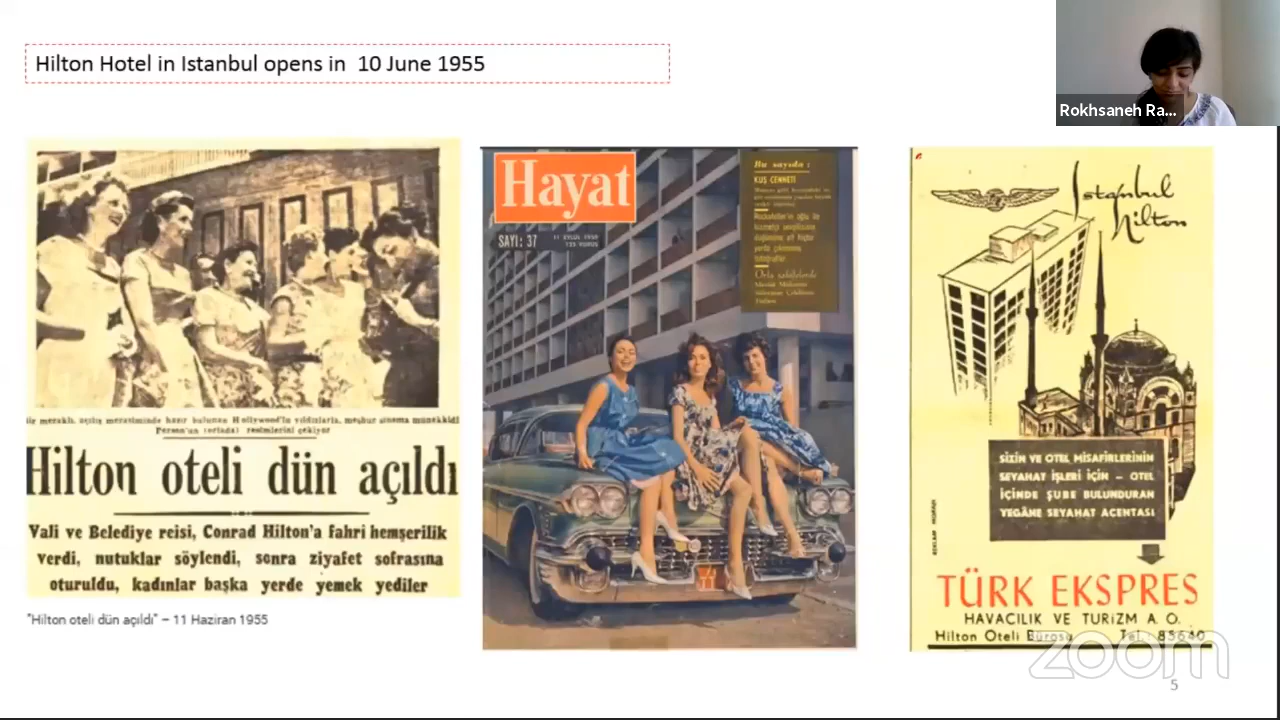 Hilton Hotel in Istanbul opens in 10 June 1955
Rokhsaneh Ra...
Hilton oteli dün açıldı
Vali ve Belediye reisi, Conrad Hilton'a fahri hemşerilik
verdi, nutuklar söylendi, sonra ziyafet sofrasına
oturuldu, kadınlar başka yerde yemek yediler
"Hilton oteli dün açıldı" – 11 Haziran 1955
Hayat
SAYI: 37
Bu sayıda :
KUŞ CENNETİ
Istanbul
Hilton
SİZİN VE OTEL MİSAFİRLERİNİN
SEYAHAT İŞLERİ İÇİN – OTEL
İÇİNDE ŞUBE BULUNDURAN
YEGÂNE SEYAHAT ACENTASI
TÜRK EKSPRES
HAVACILIK VE TURİZM A. O.
Hilton Oteli Bürosu Tel : 83640
zoom
5